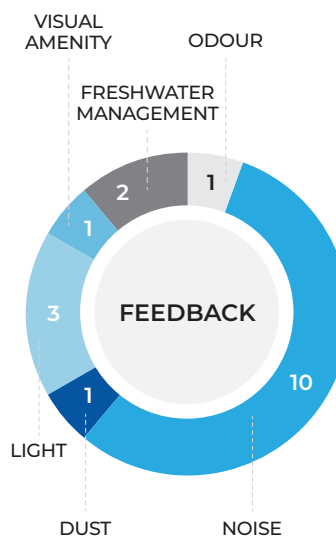 VISUAL
AMENITY
ODOUR
FRESHWATER
MANAGEMENT
2
1
1
3
FEEDBACK
10
1
LIGHT
DUST
NOISE